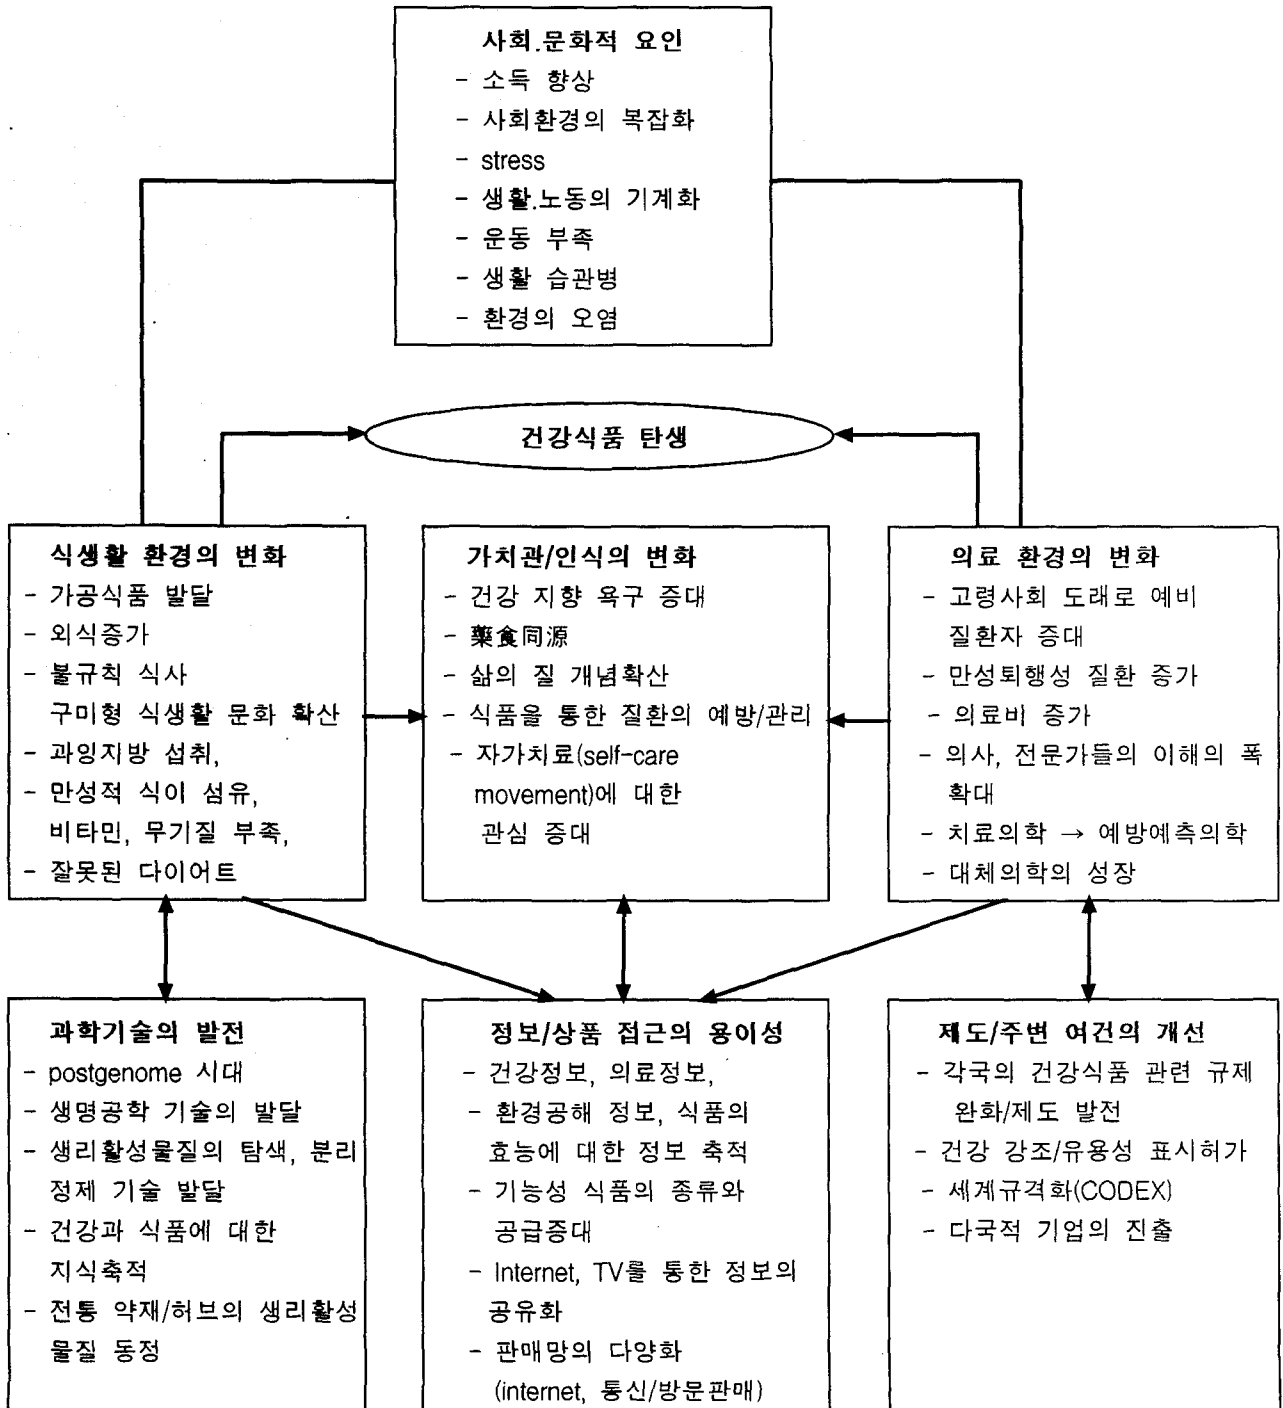 사회.문화적 요인
- 소득 향상
- 사회환경의 복잡화
- stress
- 생활.노동의 기계화
- 운동 부족
- 생활 습관병
- 환경의 오염
건강식품 탄생
식생활 환경의 변화
- 가공식품 발달
- 외식증가
- 불규칙 식사
구미형 식생활 문화 확산
- 과잉지방 섭취,
- 만성적 식이 섬유,
비타민, 무기질 부족,
- 잘못된 다이어트
가치관/인식의 변화
- 건강 지향 욕구 증대
- 藥食同源
- 삶의 질 개념확산
- 식품을 통한 질환의 예방/관리
- 자가치료(self-care
movement)에 대한
관심 증대
의료 환경의 변화
- 고령사회 도래로 예비
질환자 증대
- 만성퇴행성 질환 증가
- 의료비 증가
- 의사, 전문가들의 이해의 폭
확대
- 치료의학 → 예방예측의학
- 대체의학의 성장
과학기술의 발전
- postgenome 시대
- 생명공학 기술의 발달
- 생리활성물질의 탐색, 분리
정제 기술 발달
- 건강과 식품에 대한
지식축적
- 전통 약재/허브의 생리활성
물질 동정
정보/상품 접근의 용이성
- 건강정보, 의료정보,
- 환경공해 정보, 식품의
효능에 대한 정보 축적
- 기능성 식품의 종류와
공급증대
- Internet, TV를 통한 정보의
공유화
- 판매망의 다양화
(internet, 통신/방문판매)
제도/주변 여건의 개선
- 각국의 건강식품 관련 규제
완화/제도 발전
- 건강 강조/유용성 표시허가
- 세계규격화(CODEX)
- 다국적 기업의 진출